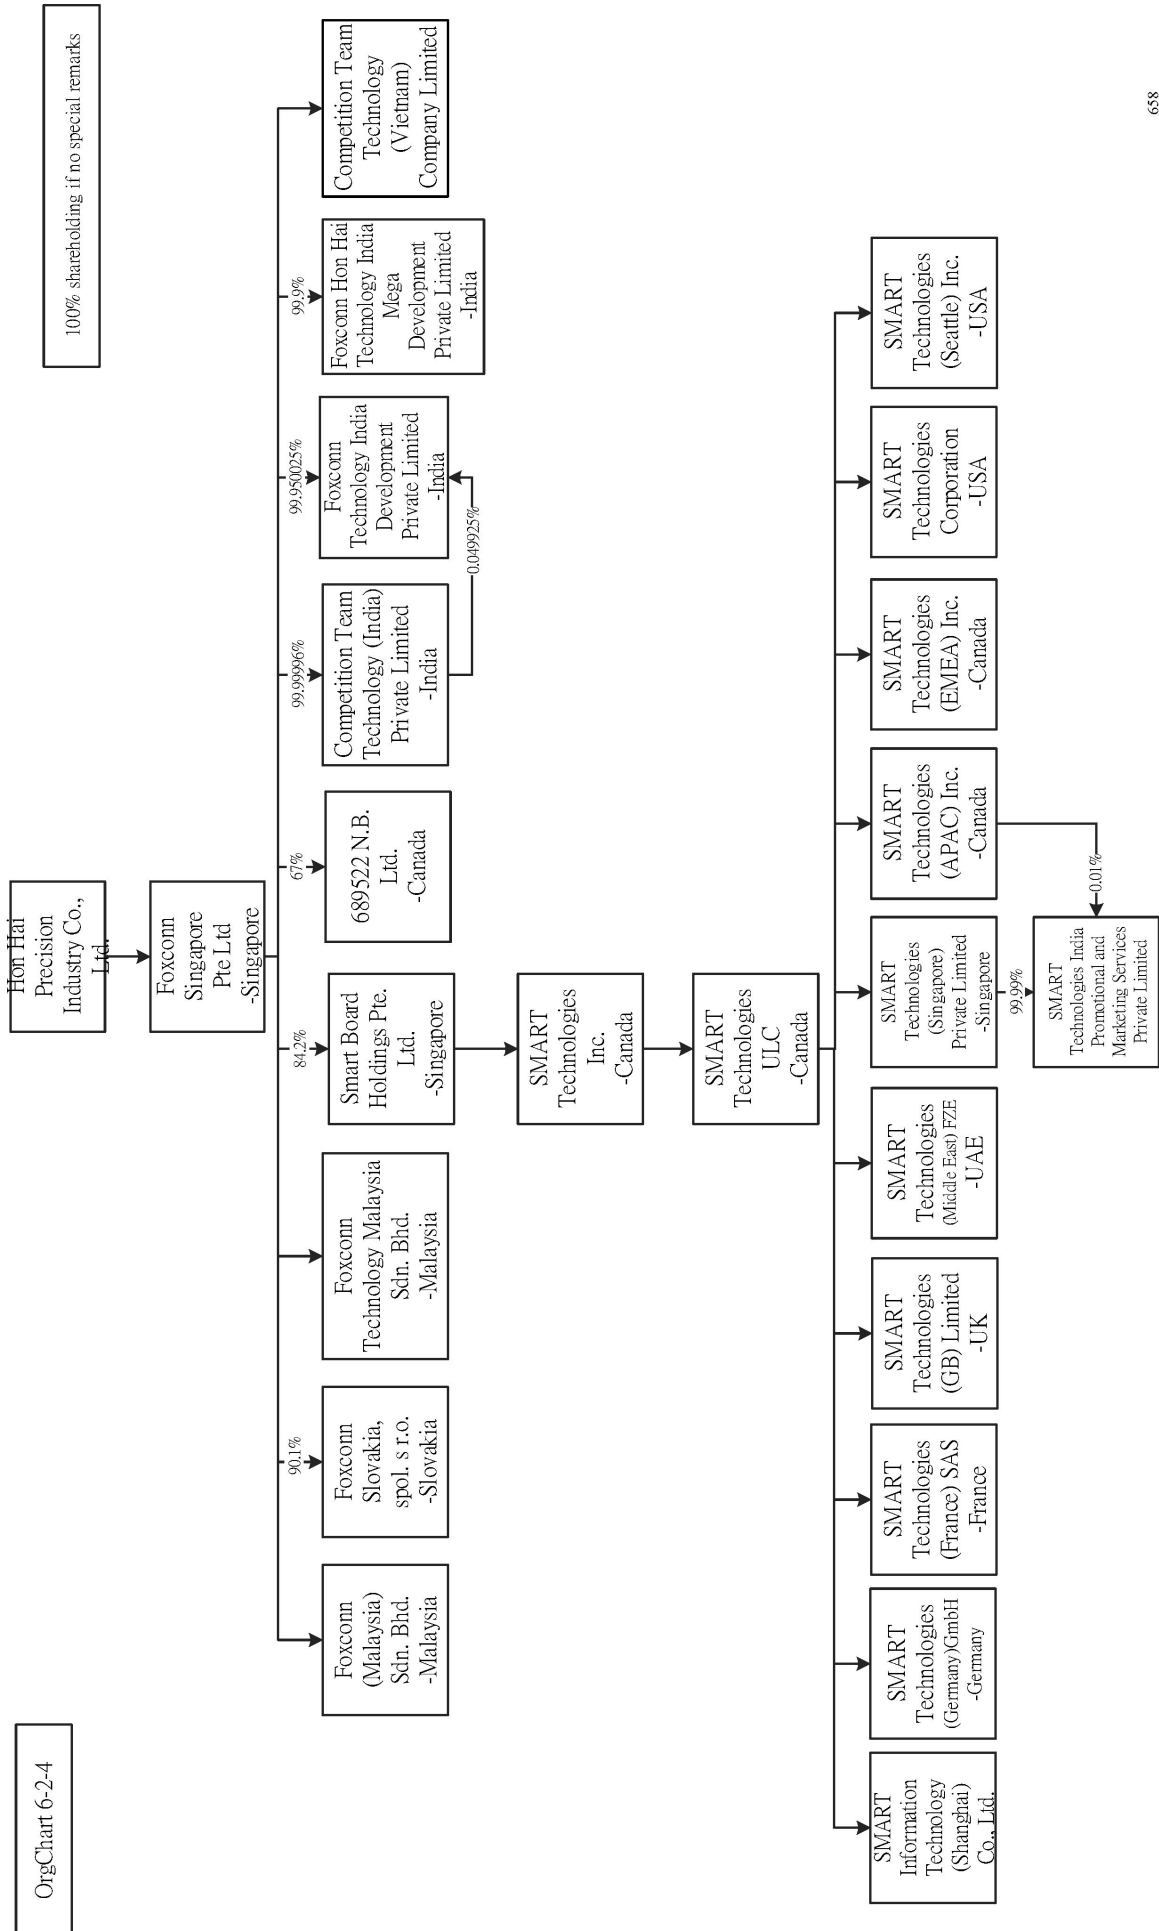 OrgChart 6-2-4
100% shareholding if no special remarks
Hon Hai
Precision
Industry Co.,
Ltd.
Foxconn
Singapore
Pte Ltd
-Singapore
90.1%
84.2%
67%
99.99996%
99.950025%
99.9%
Foxconn
(Malaysia)
Sdn. Bhd.
-Malaysia
Foxconn
Slovakia,
spol. s r.o.
-Slovakia
Foxconn
Technology Malaysia
Sdn. Bhd.
-Malaysia
Smart Board
Holdings Pte.
Ltd.
-Singapore
689522 N.B.
Ltd.
-Canada
Competition Team
Technology (India)
Private Limited
-India
Foxconn
Technology India
Development
Private Limited
-India
Foxconn Hon Hai
Technology India
Mega
Development
Private Limited
-India
Competition Team
Technology
(Vietnam)
Company Limited
0.049925%
SMART
Technologies
Inc.
-Canada
SMART
Technologies
ULC
-Canada
SMART
Information
Technology
(Shanghai)
Co., Ltd.
SMART
Technologies
(Germany)GmbH
-Germany
SMART
Technologies
(France) SAS
-France
SMART
Technologies
(GB) Limited
-UK
SMART
Technologies
(Middle East) FZE
-UAE
SMART
Technologies
(Singapore)
Private Limited
-Singapore
SMART
Technologies
(APAC) Inc.
-Canada
SMART
Technologies
(EMEA) Inc.
-Canada
SMART
Technologies
Corporation
-USA
SMART
Technologies
(Seattle) Inc.
-USA
99.99%
0.01%
SMART
Technologies India
Promotional and
Marketing Services
Private Limited
658